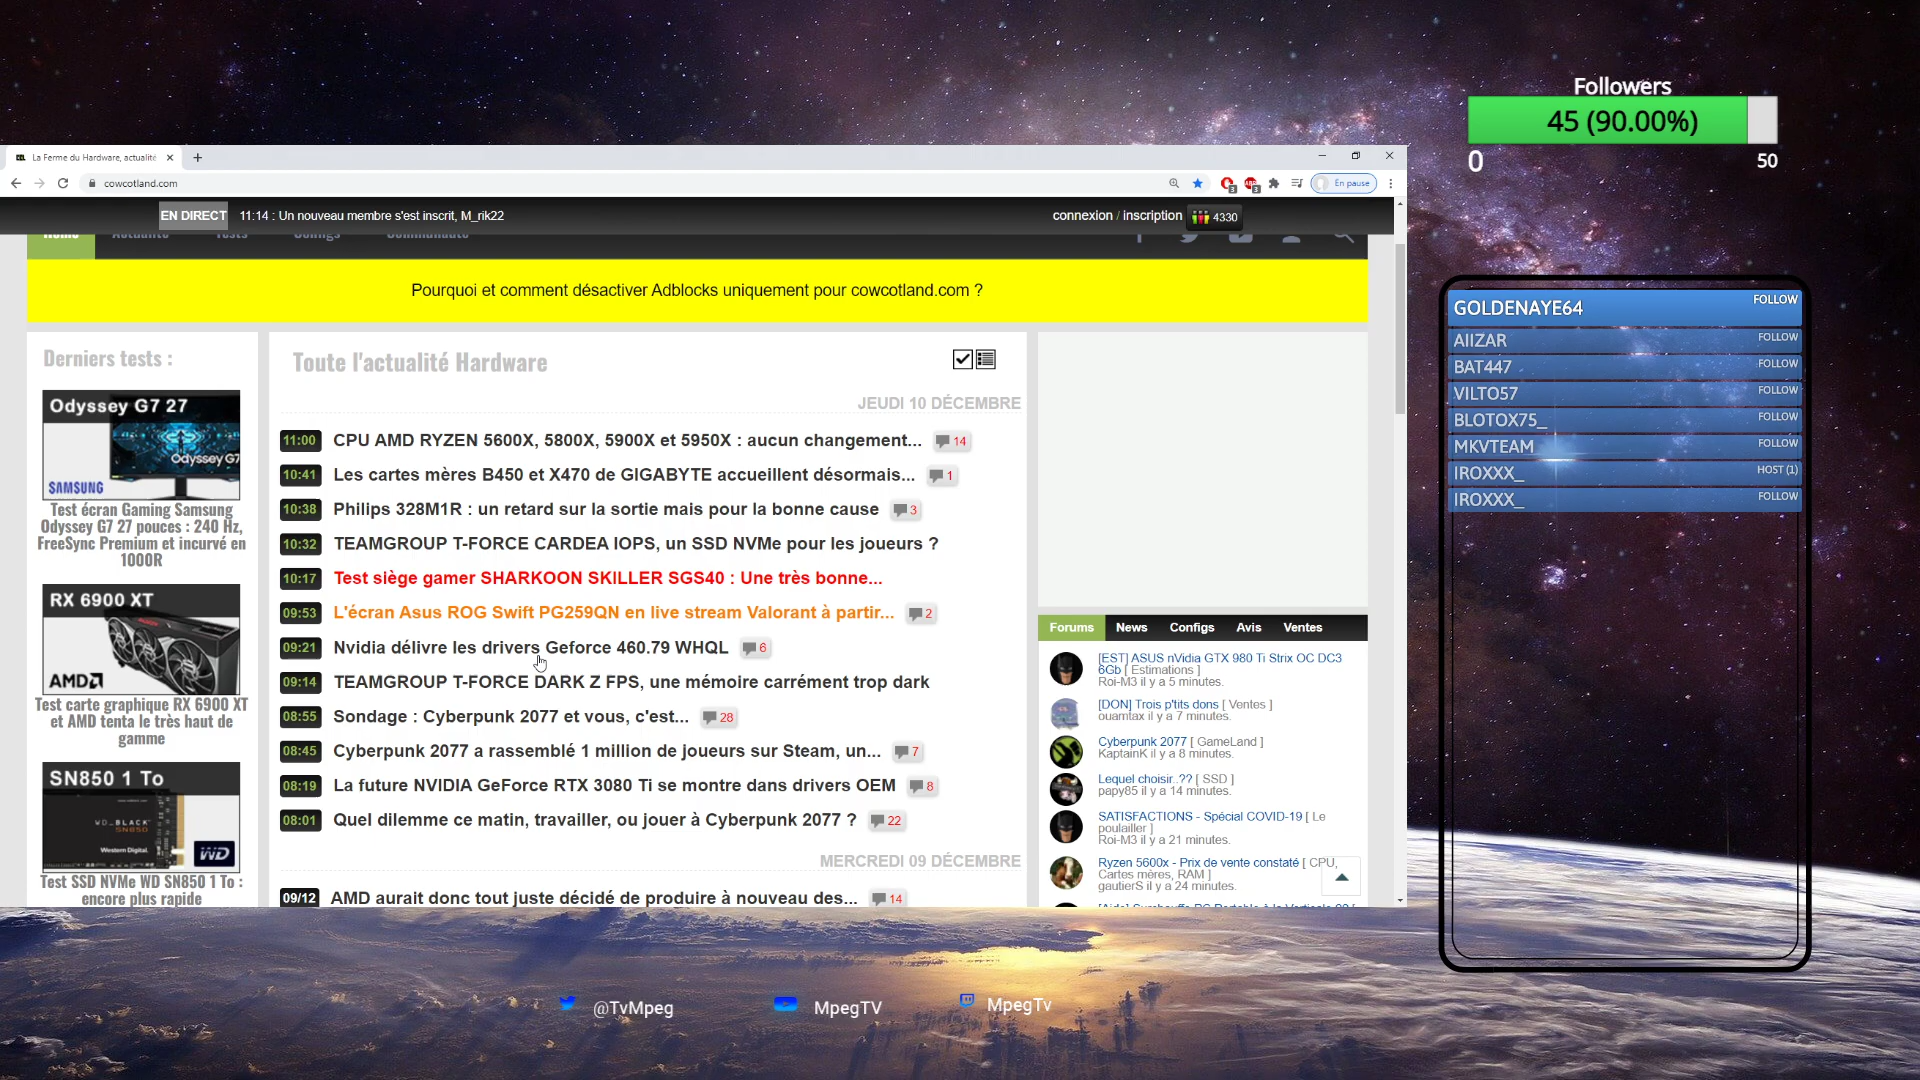 Followers
45 (90.00%)
0
50
La Ferme du Hardware, actualité
cowcotland.com
3
3
En pause
EN DIRECT
11:14 : Un nouveau membre s'est inscrit, M_rik22
connexion / inscription
4330
Home
Actualité
Tests
Configs
Communauté
Pourquoi et comment désactiver Adblocks uniquement pour cowcotland.com ?
Derniers tests :
Odyssey G7 27
Odyssey G7
SAMSUNG
Test écran Gaming Samsung
Odyssey G7 27 pouces : 240 Hz,
FreeSync Premium et incurvé en
1000R
RX 6900 XT
AMD
Test carte graphique RX 6900 XT
et AMD tenta le très haut de
gamme
SN850 1 To
WD_BLACK
SN850
Western Digital.
WD
Test SSD NVMe WD SN850 1 To :
encore plus rapide
Toute l'actualité Hardware
JEUDI 10 DÉCEMBRE
11:00 CPU AMD RYZEN 5600X, 5800X, 5900X et 5950X : aucun changement... 14
10:41 Les cartes mères B450 et X470 de GIGABYTE accueillent désormais... 1
10:38 Philips 328M1R : un retard sur la sortie mais pour la bonne cause 3
10:32 TEAMGROUP T-FORCE CARDEA IOPS, un SSD NVMe pour les joueurs ?
10:17 Test siège gamer SHARKOON SKILLER SGS40 : Une très bonne...
09:53 L'écran Asus ROG Swift PG259QN en live stream Valorant à partir... 2
09:21 Nvidia délivre les drivers Geforce 460.79 WHQL 6
09:14 TEAMGROUP T-FORCE DARK Z FPS, une mémoire carrément trop dark
08:55 Sondage : Cyberpunk 2077 et vous, c'est... 28
08:45 Cyberpunk 2077 a rassemblé 1 million de joueurs sur Steam, un... 7
08:19 La future NVIDIA GeForce RTX 3080 Ti se montre dans drivers OEM 8
08:01 Quel dilemme ce matin, travailler, ou jouer à Cyberpunk 2077 ? 22
MERCREDI 09 DÉCEMBRE
09/12 AMD aurait donc tout juste décidé de produire à nouveau des... 14
Forums News Configs Avis Ventes
[EST] ASUS nVidia GTX 980 Ti Strix OC DC3
6Gb [ Estimations ]
Roi-M3 il y a 5 minutes.
[DON] Trois p'tits dons [ Ventes ]
ouamtax il y a 7 minutes.
Cyberpunk 2077 [ GameLand ]
KaptainK il y a 8 minutes.
Lequel choisir..?? [ SSD ]
papy85 il y a 14 minutes.
SATISFACTIONS - Spécial COVID-19 [ Le
poulailler ]
Roi-M3 il y a 21 minutes.
Ryzen 5600x - Prix de vente constaté [ CPU,
Cartes mères, RAM ]
gautierS il y a 24 minutes.
GOLDENAYE64 FOLLOW
AIIZAR FOLLOW
BAT447 FOLLOW
VILTO57 FOLLOW
BLOTOX75_ FOLLOW
MKVTEAM FOLLOW
IROXXX_ HOST (1)
IROXXX_ FOLLOW
@TvMpeg
MpegTV
MpegTv